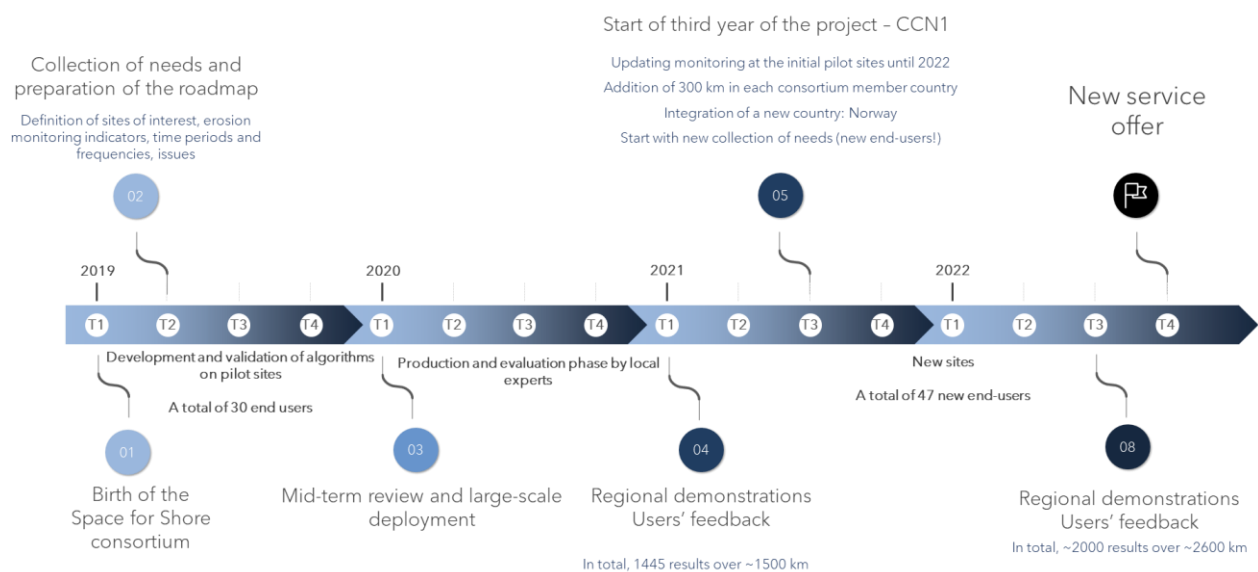 Start of third year of the project – CCN1
Updating monitoring at the initial pilot sites until 2022
Addition of 300 km in each consortium member country
Integration of a new country: Norway
Start with new collection of needs (new end-users!)
Collection of needs and
preparation of the roadmap
Definition of sites of interest, erosion
monitoring indicators, time periods and
frequencies, issues
New service
offer
02
05
2019
2020
2021
2022
T1
T2
T3
T4
T1
T2
T3
T4
T1
T2
T3
T4
T1
T2
T3
T4
Development and validation of algorithms
on pilot sites
A total of 30 end users
Production and evaluation phase by local
experts
New sites
A total of 47 new end-users
01
Birth of the
Space for Shore
consortium
03
Mid-term review and large-scale
deployment
04
Regional demonstrations
Users' feedback
In total, 1445 results over ~1500 km
08
Regional demonstrations
Users' feedback
In total, ~2000 results over ~2600 km